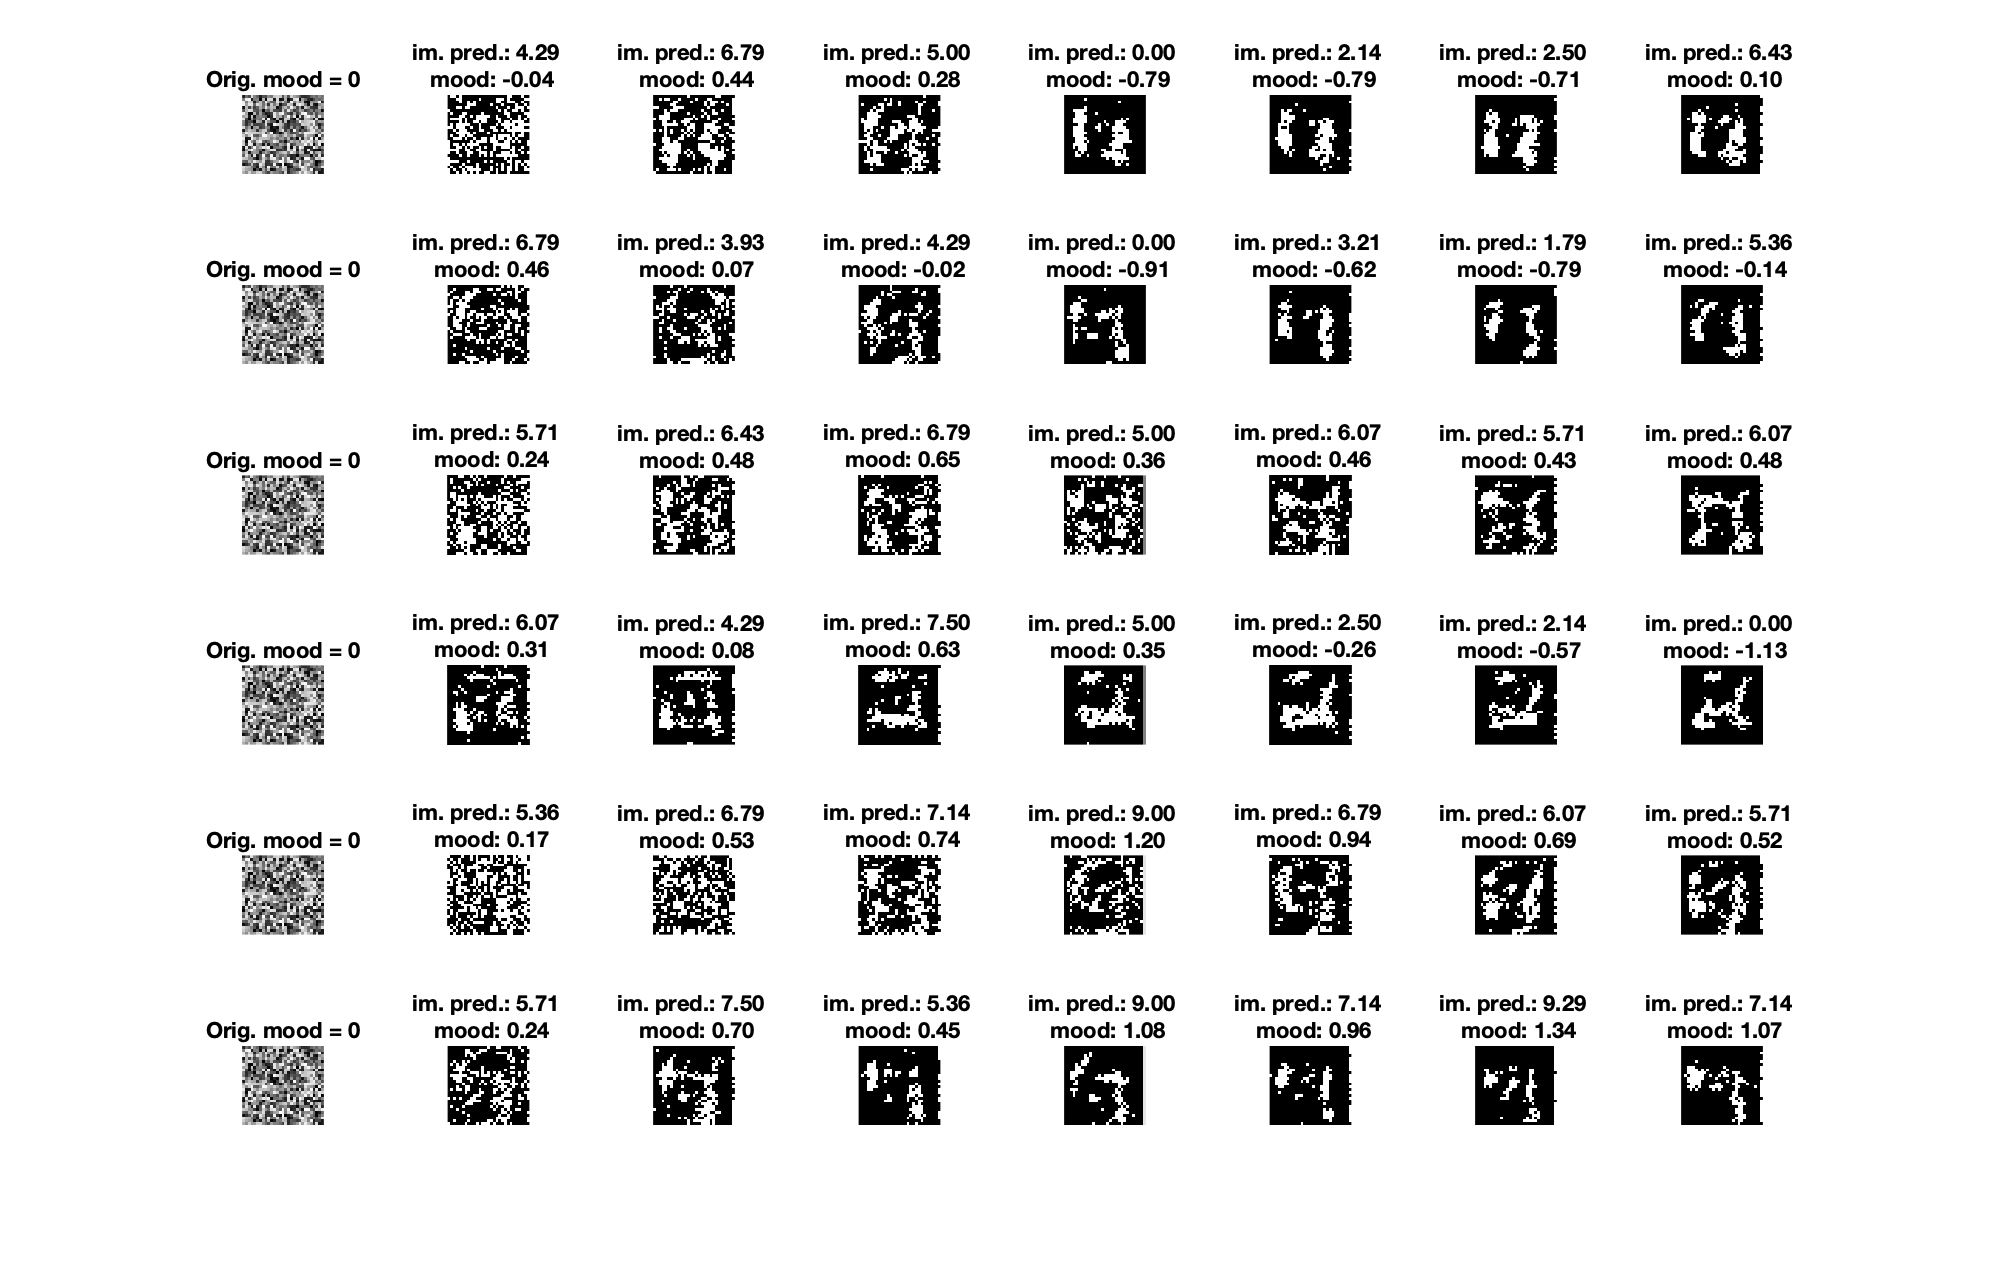 im. pred.: 4.29 im. pred.: 6.79 im. pred.: 5.00 im. pred.: 0.00 im. pred.: 2.14 im. pred.: 2.50 im. pred.: 6.43
Orig. mood = 0 mood: -0.04 mood: 0.44 mood: 0.28 mood: -0.79 mood: -0.79 mood: -0.71 mood: 0.10
im. pred.: 6.79 im. pred.: 3.93 im. pred.: 4.29 im. pred.: 0.00 im. pred.: 3.21 im. pred.: 1.79 im. pred.: 5.36
Orig. mood = 0 mood: 0.46 mood: 0.07 mood: -0.02 mood: -0.91 mood: -0.62 mood: -0.79 mood: -0.14
im. pred.: 5.71 im. pred.: 6.43 im. pred.: 6.79 im. pred.: 5.00 im. pred.: 6.07 im. pred.: 5.71 im. pred.: 6.07
Orig. mood = 0 mood: 0.24 mood: 0.48 mood: 0.65 mood: 0.36 mood: 0.46 mood: 0.43 mood: 0.48
im. pred.: 6.07 im. pred.: 4.29 im. pred.: 7.50 im. pred.: 5.00 im. pred.: 2.50 im. pred.: 2.14 im. pred.: 0.00
Orig. mood = 0 mood: 0.31 mood: 0.08 mood: 0.63 mood: 0.35 mood: -0.26 mood: -0.57 mood: -1.13
im. pred.: 5.36 im. pred.: 6.79 im. pred.: 7.14 im. pred.: 9.00 im. pred.: 6.79 im. pred.: 6.07 im. pred.: 5.71
Orig. mood = 0 mood: 0.17 mood: 0.53 mood: 0.74 mood: 1.20 mood: 0.94 mood: 0.69 mood: 0.52
im. pred.: 5.71 im. pred.: 7.50 im. pred.: 5.36 im. pred.: 9.00 im. pred.: 7.14 im. pred.: 9.29 im. pred.: 7.14
Orig. mood = 0 mood: 0.24 mood: 0.70 mood: 0.45 mood: 1.08 mood: 0.96 mood: 1.34 mood: 1.07